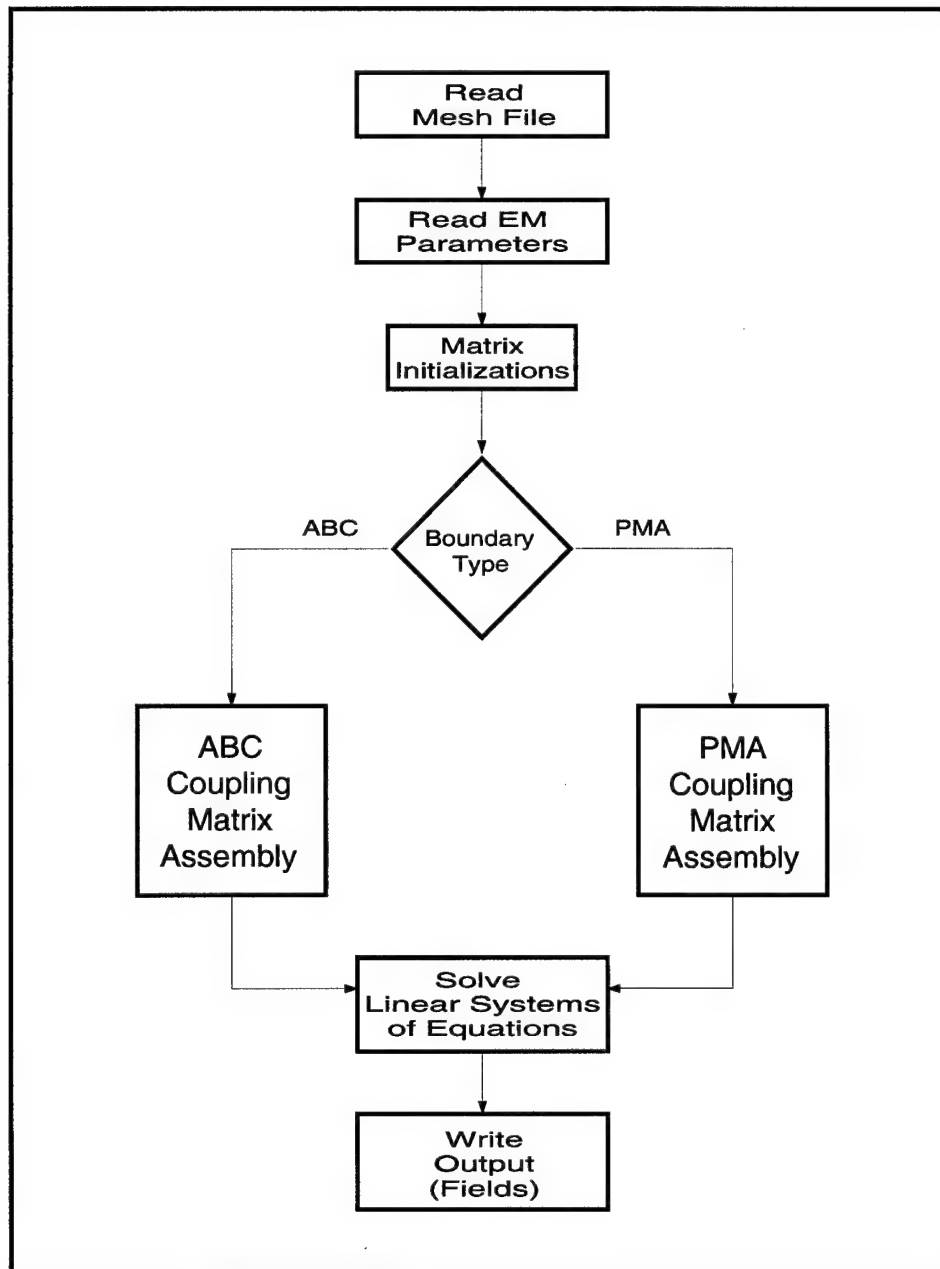 Read
Mesh File
Read EM
Parameters
Matrix
Initializations
ABC
Boundary
Type
PMA
ABC
Coupling
Matrix
Assembly
PMA
Coupling
Matrix
Assembly
Solve
Linear Systems
of Equations
Write
Output
(Fields)